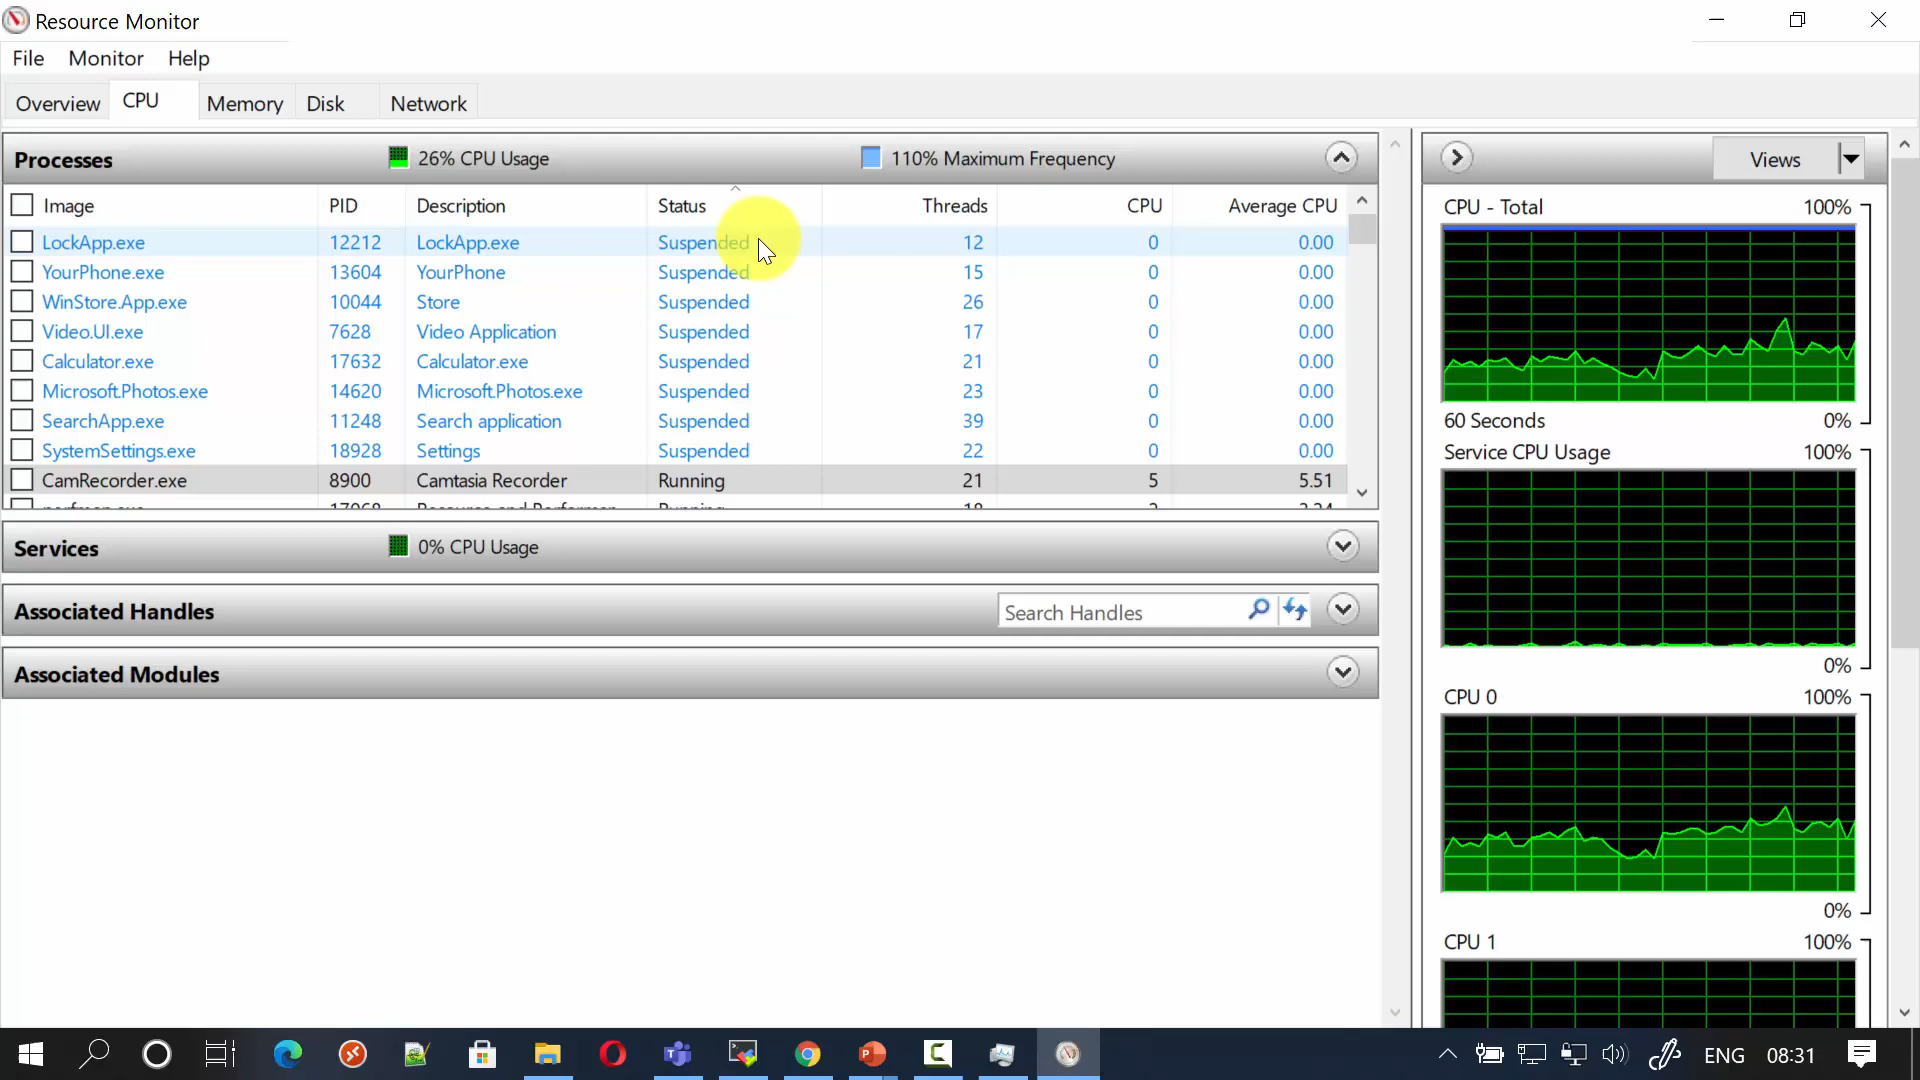 Resource Monitor
File Monitor Help
Overview CPU Memory Disk Network
Processes 26% CPU Usage 110% Maximum Frequency
Image PID Description Status Threads CPU Average CPU
LockApp.exe 12212 LockApp.exe Suspended 12 0 0.00
YourPhone.exe 13604 YourPhone Suspended 15 0 0.00
WinStore.App.exe 10044 Store Suspended 26 0 0.00
Video.UI.exe 7628 Video Application Suspended 17 0 0.00
Calculator.exe 17632 Calculator.exe Suspended 21 0 0.00
Microsoft.Photos.exe 14620 Microsoft.Photos.exe Suspended 23 0 0.00
SearchApp.exe 11248 Search application Suspended 39 0 0.00
SystemSettings.exe 18928 Settings Suspended 22 0 0.00
CamRecorder.exe 8900 Camtasia Recorder Running 21 5 5.51
Services 0% CPU Usage
Associated Handles Search Handles
Associated Modules
Views
CPU - Total 100%
60 Seconds 0%
Service CPU Usage 100%
0%
CPU 0 100%
0%
CPU 1 100%
ENG 08:31